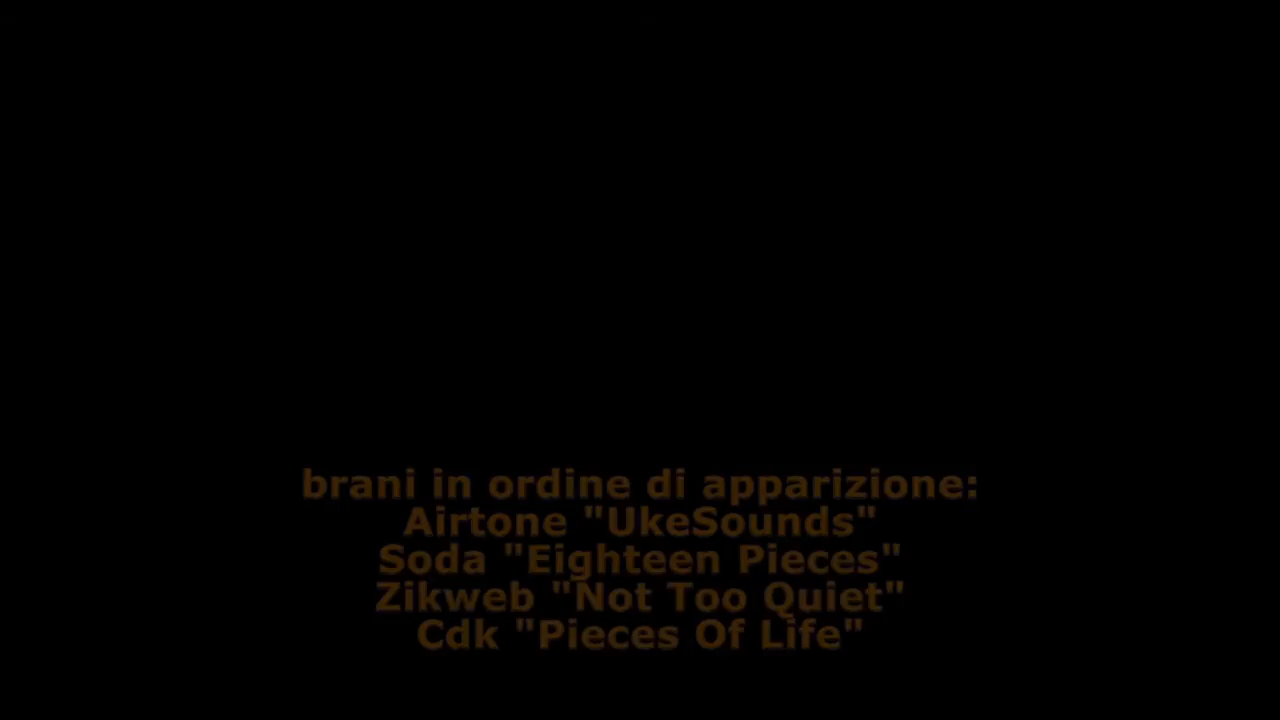 brani in ordine di apparizione:
Airtone "UkeSounds"
Soda "Eighteen Pieces"
Zikweb "Not Too Quiet"
Cdk "Pieces Of Life"